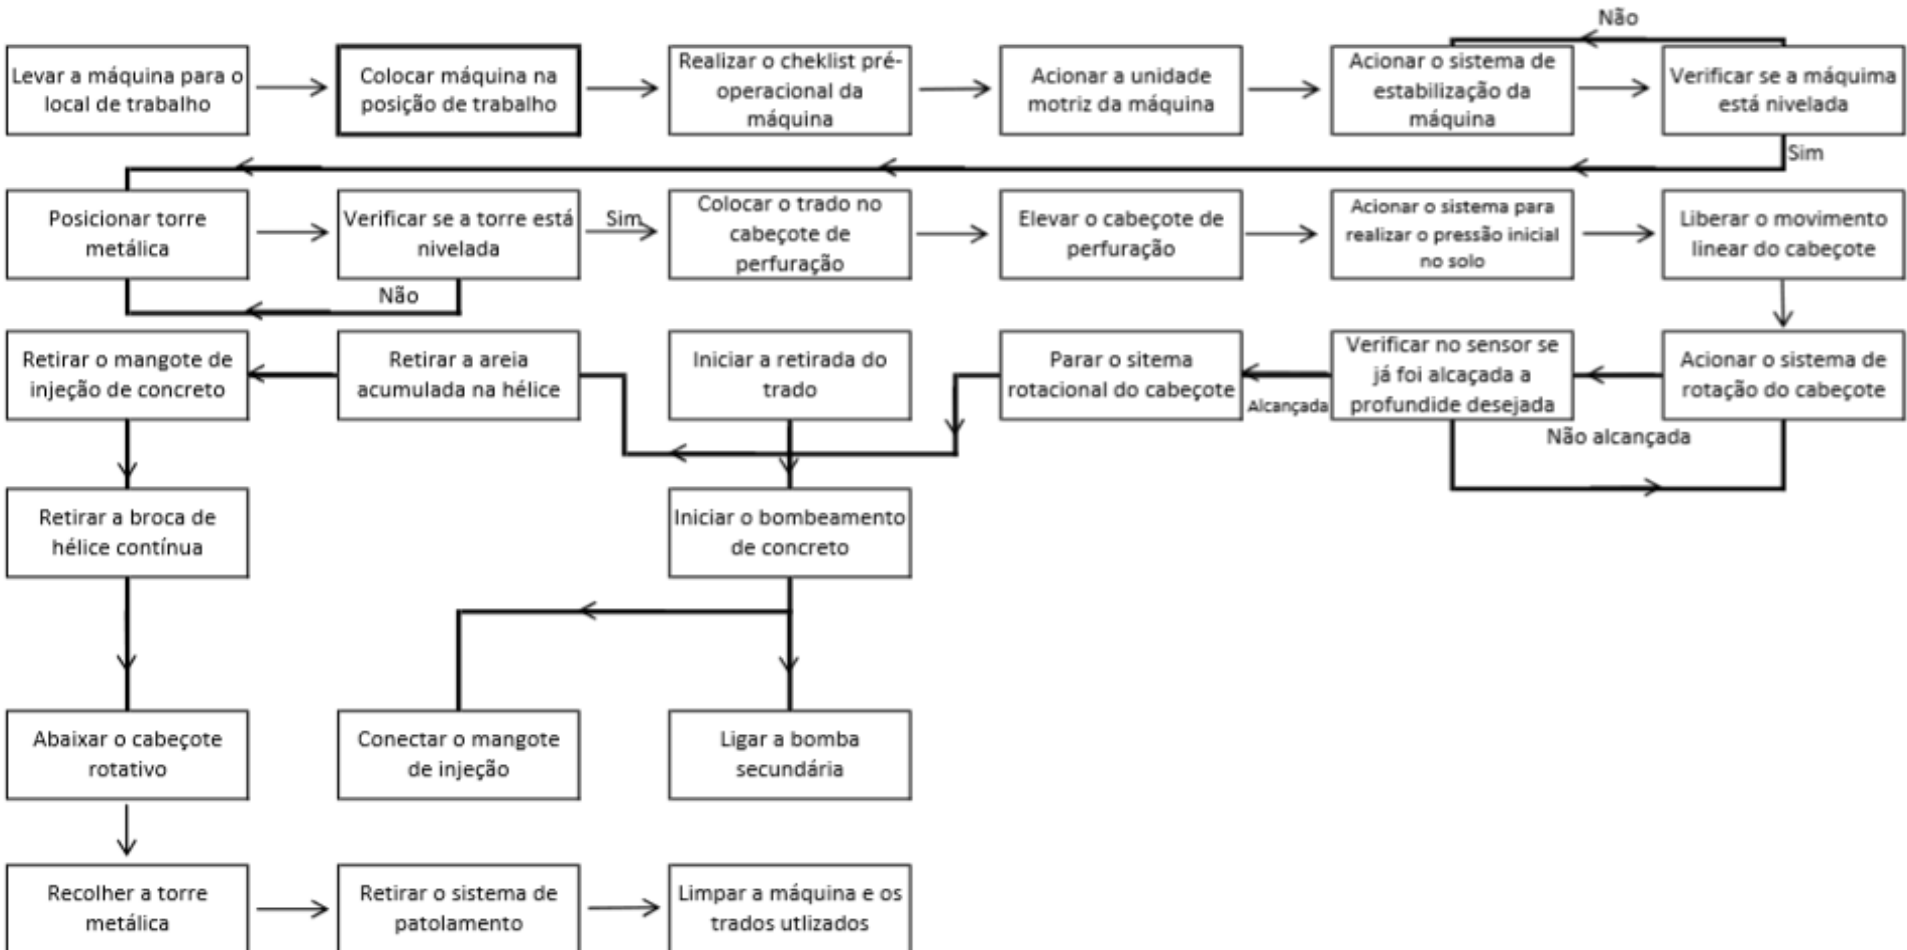 Não
Levar a máquina para o
local de trabalho
Colocar máquina na
posição de trabalho
Realizar o cheklist pré-
operacional da
máquina
Acionar a unidade
motriz da máquina
Acionar o sistema de
estabilização da
máquina
Verificar se a máquima
está nivelada
Sim
Posicionar torre
metálica
Verificar se a torre está
nivelada
Sim
Colocar o trado no
cabeçote de
perfuração
Elevar o cabeçote de
perfuração
Acionar o sistema para
realizar o pressão inicial
no solo
Liberar o movimento
linear do cabeçote
Não
Retirar o mangote de
injeção de concreto
Retirar a areia
acumulada na hélice
Iniciar a retirada do
trado
Parar o sitema
rotacional do cabeçote
Alcançada
Verificar no sensor se
já foi alcaçada a
profundide desejada
Acionar o sistema de
rotação do cabeçote
Não alcançada
Retirar a broca de
hélice contínua
Iniciar o bombeamento
de concreto
Abaixar o cabeçote
rotativo
Conectar o mangote
de injeção
Ligar a bomba
secundária
Recolher a torre
metálica
Retirar o sistema de
patolamento
Limpar a máquina e os
trados utlizados